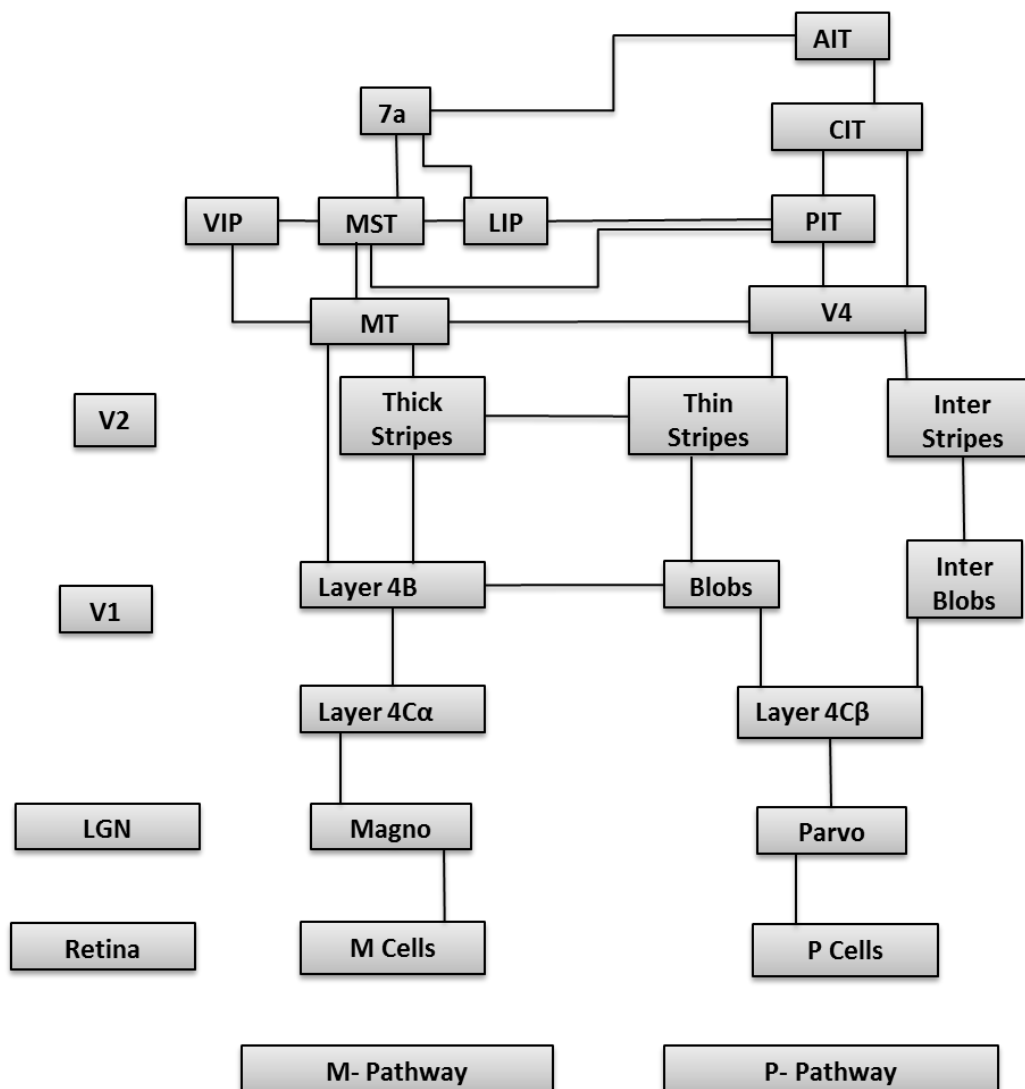 AIT
7a
CIT
VIP
MST
LIP
PIT
MT
V4
V2
Thick
Stripes
Thin
Stripes
Inter
Stripes
V1
Layer 4B
Blobs
Inter
Blobs
Layer 4Cα
Layer 4Cβ
LGN
Magno
Parvo
Retina
M Cells
P Cells
M- Pathway
P- Pathway